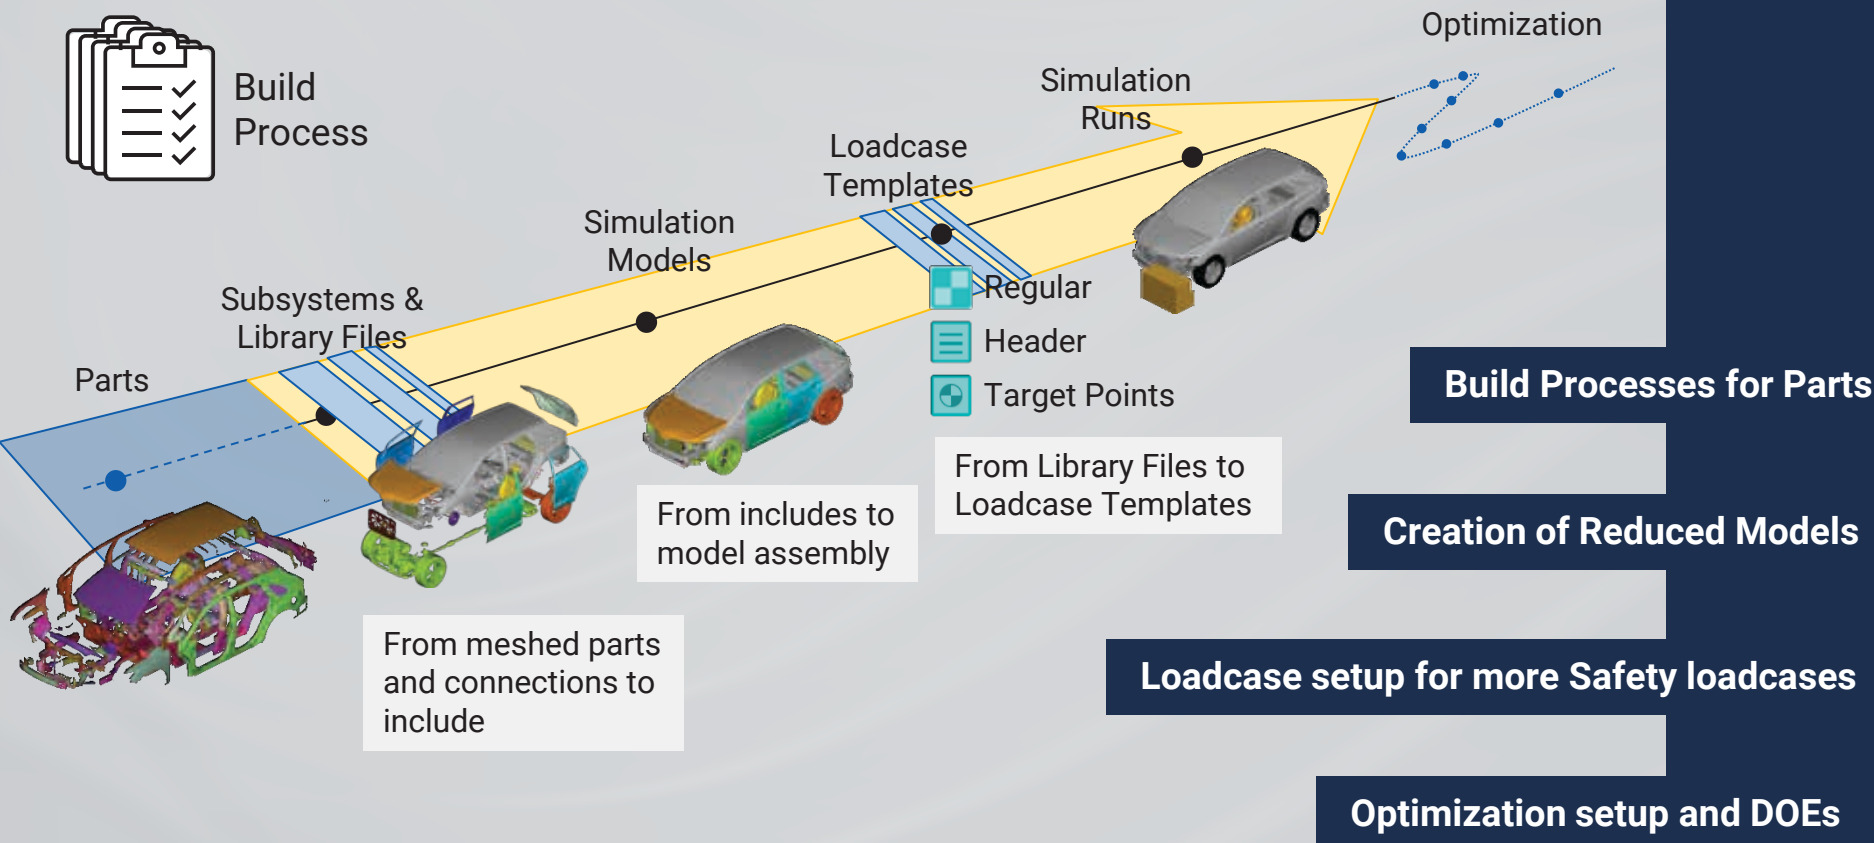 Build
Process
Parts
Subsystems &
Library Files
Simulation
Models
Loadcase
Templates
Simulation
Runs
Optimization
Regular
Header
Target Points
From meshed parts
and connections to
include
From includes to
model assembly
From Library Files to
Loadcase Templates
Build Processes for Parts
Creation of Reduced Models
Loadcase setup for more Safety loadcases
Optimization setup and DOEs